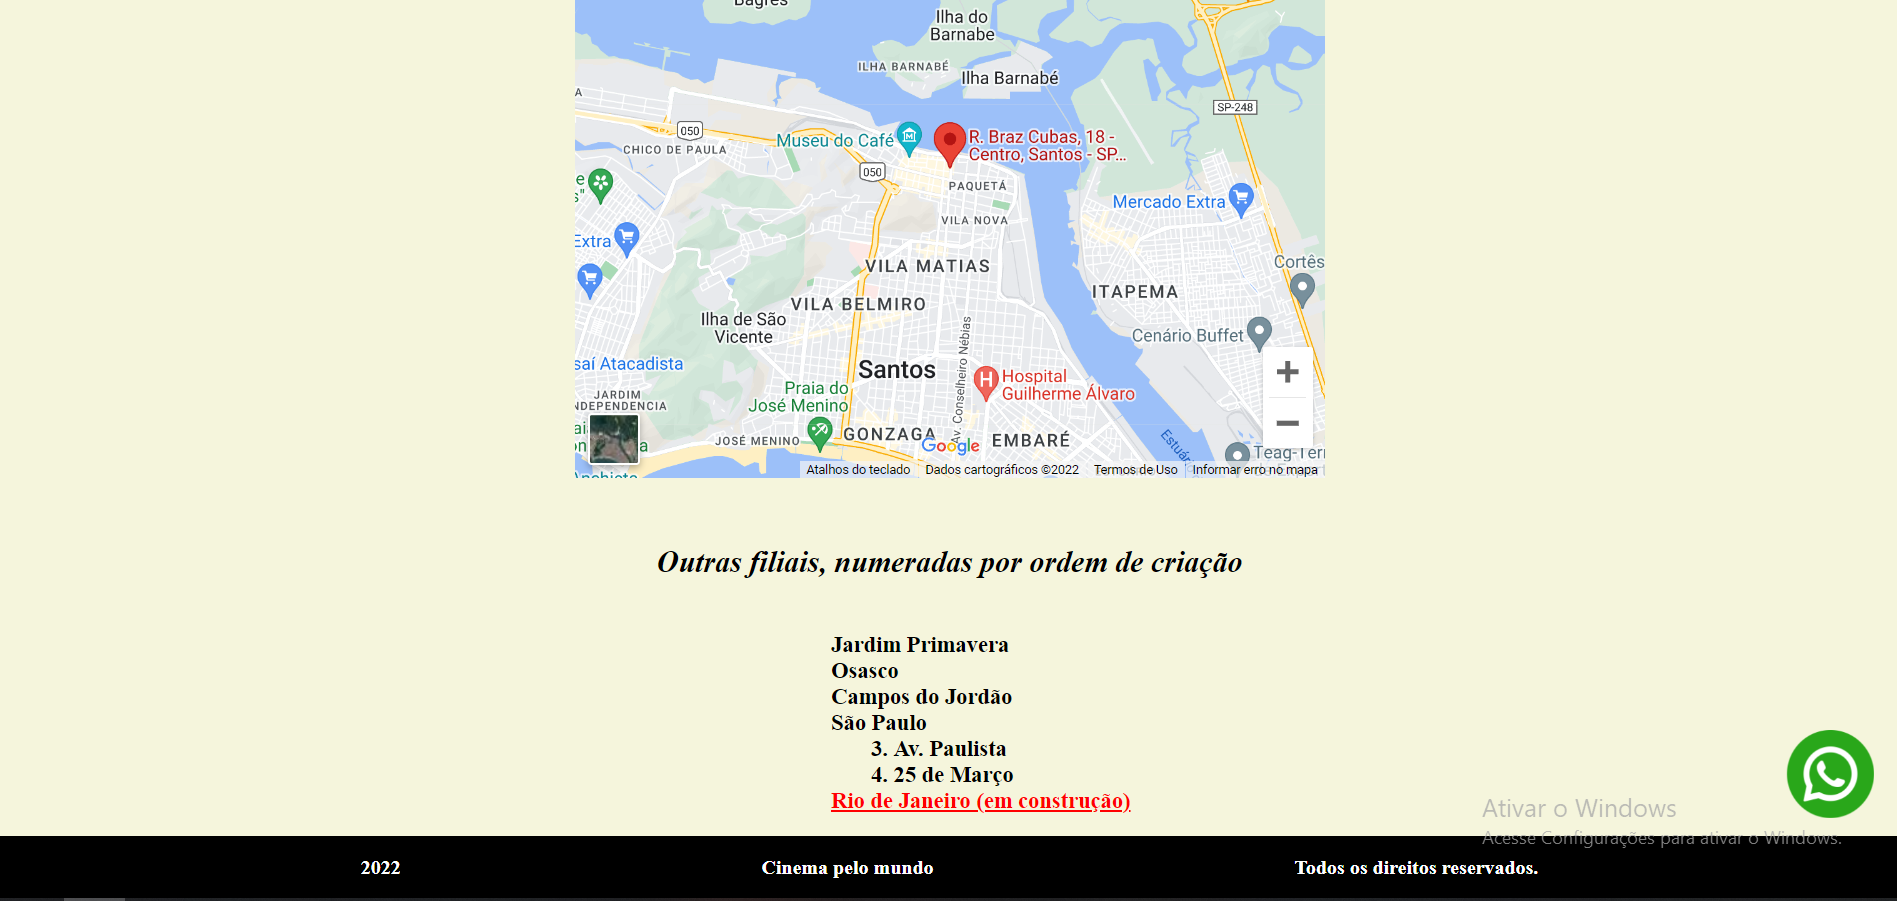 Bagres
Ilha do
Barnabe
ILHA BARNABÉ
Ilha Barnabé
SP-248
050
CHICO DE PAULA
Museu do Café
R. Braz Cubas, 18 -
Centro, Santos - SP...
050
PAQUETÁ
VILA NOVA
Mercado Extra
Extra
VILA MATIAS
Cortês
ITAPEMA
VILA BELMIRO
Ilha de São
Vicente
Cenário Buffet
saí Atacadista
Santos
Av. Conselheiro Nébias
H
Hospital
Guilherme Álvaro
Praia do
José Menino
JARDIM
NDEPENDENCIA
JOSÉ MENINO
GONZAGA
Google
EMBARÉ
Estuár
Teag-Terr
Anchieta
Atalhos do teclado
Dados cartográficos ©2022
Termos de Uso
Informar erro no mapa
Outras filiais, numeradas por ordem de criação
Jardim Primavera
Osasco
Campos do Jordão
São Paulo
3. Av. Paulista
4. 25 de Março
Rio de Janeiro (em construção)
Ativar o Windows
Acesse Configurações para ativar o Windows.
2022
Cinema pelo mundo
Todos os direitos reservados.